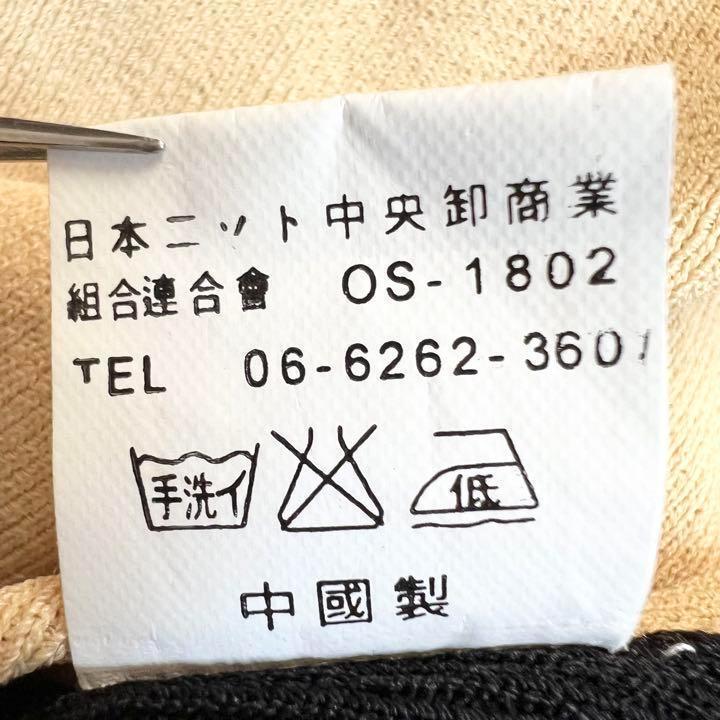 日本ニット中央卸商業
組合連合會 OS-1802
TEL 06-6262-3601
手洗イ 低
中國製